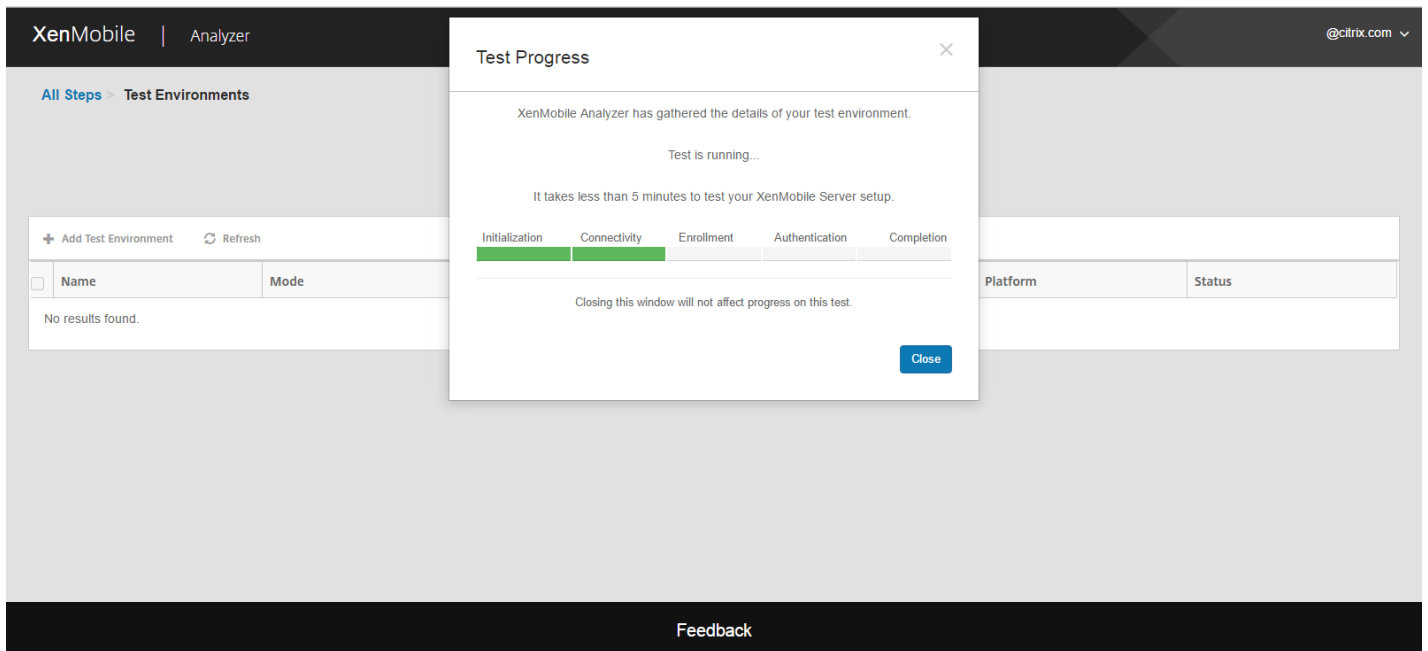 XenMobile | Analyzer
@citrix.com
All Steps > Test Environments
Test Progress
XenMobile Analyzer has gathered the details of your test environment.
Test is running...
It takes less than 5 minutes to test your XenMobile Server setup.
Initialization Connectivity Enrollment Authentication Completion
Closing this window will not affect progress on this test.
Close
Add Test Environment Refresh
Name Mode Platform Status
No results found.
Feedback